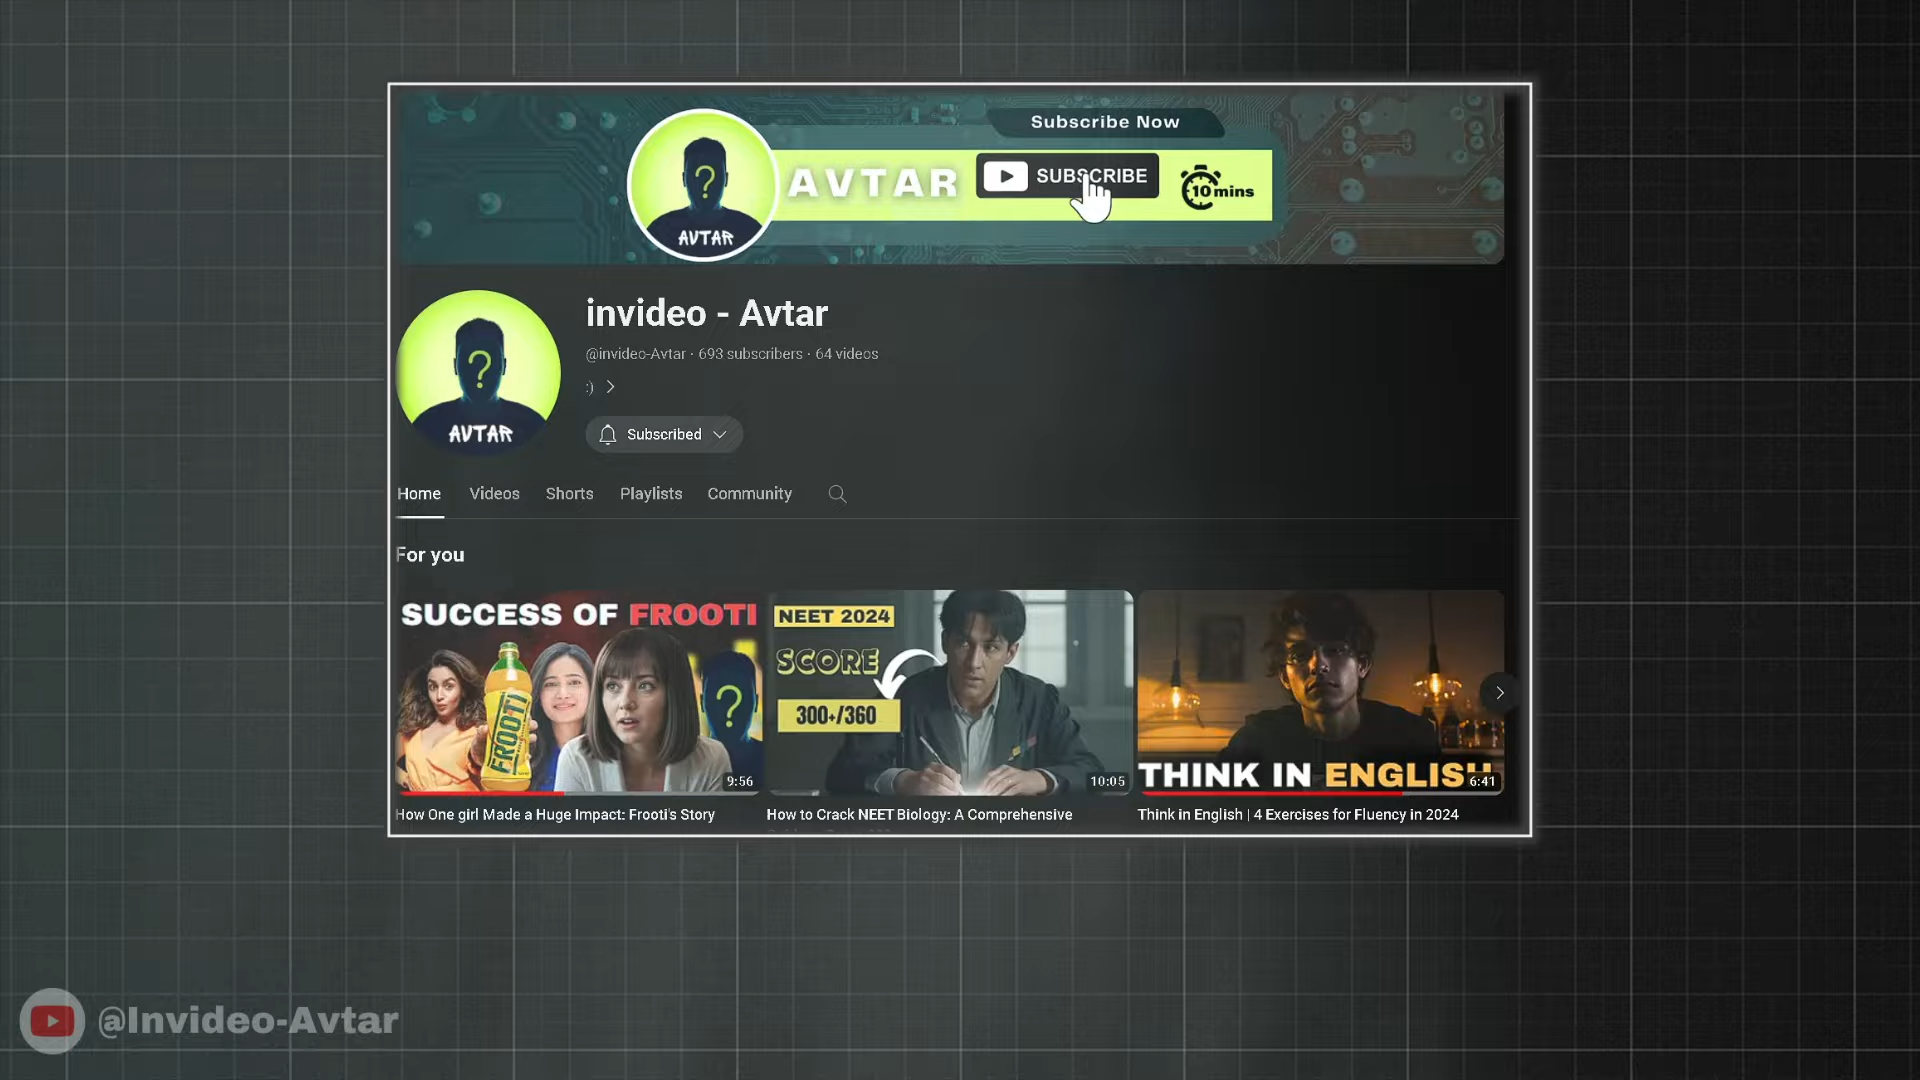 Subscribe Now
AVTAR
SUBSCRIBE
10 mins
?
AVTAR
invideo - Avtar
@invideo-Avtar · 693 subscribers · 64 videos
:) >
?
AVTAR
Subscribed
Home Videos Shorts Playlists Community
For you
SUCCESS OF FROOTI
FROOTI
?
9:56
NEET 2024
SCORE
300+/360
10:05
THINK IN ENGLISH
6:41
How One girl Made a Huge Impact: Frooti's Story
How to Crack NEET Biology: A Comprehensive
Think in English | 4 Exercises for Fluency in 2024
@Invideo-Avtar